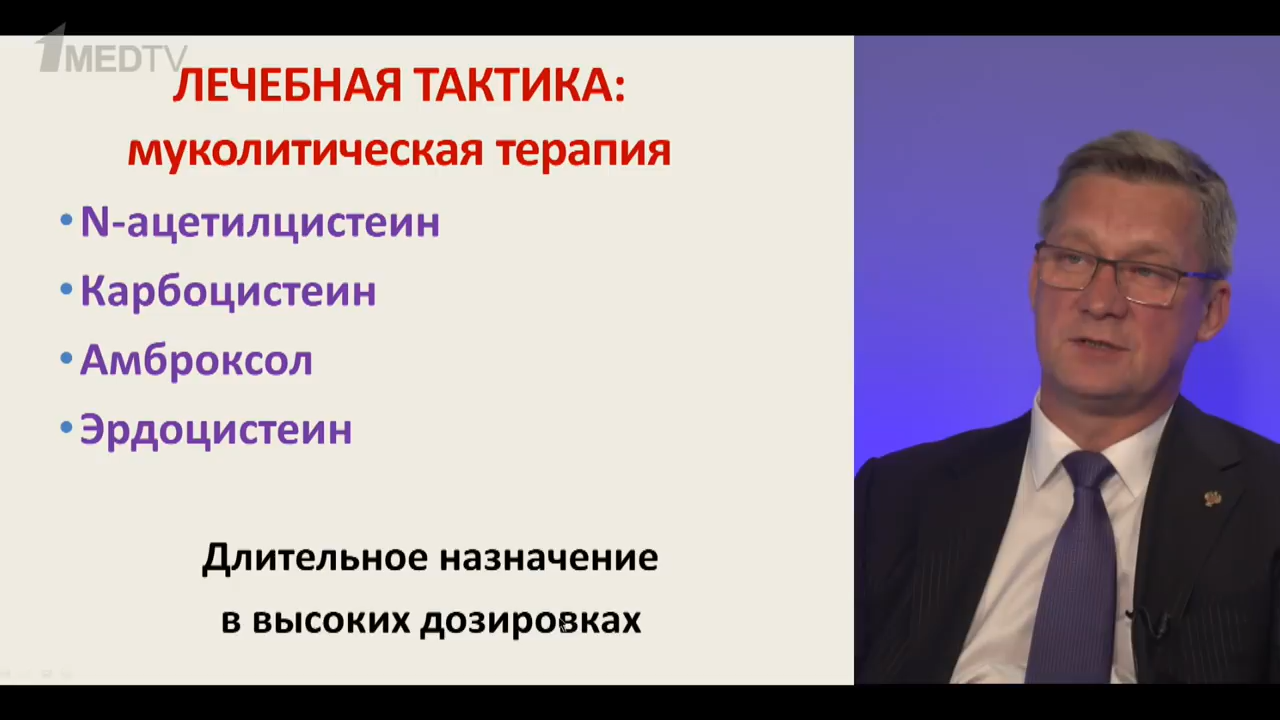 1MEDTV
ЛЕЧЕБНАЯ ТАКТИКА:
муколитическая терапия
•N-ацетилцистеин
•Карбоцистеин
•Амброксол
•Эрдоцистеин
Длительное назначение
в высоких дозировках